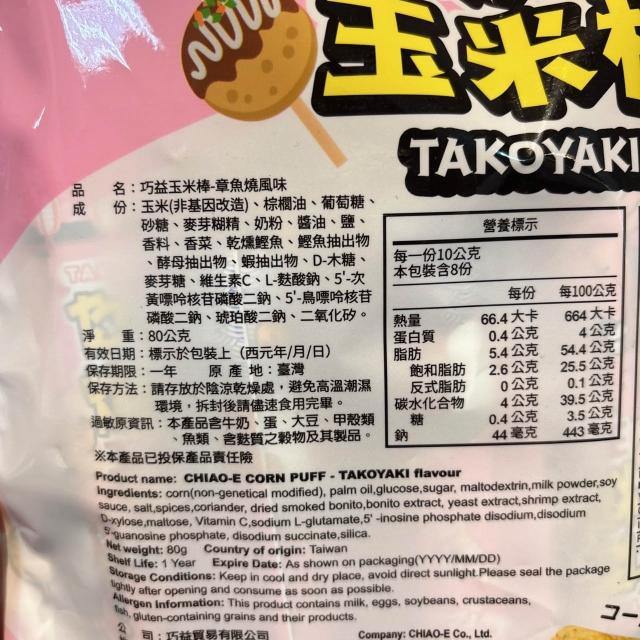 玉米
TAKOYAKI
品　　名：巧益玉米棒-章魚燒風味
成　　份：玉米(非基因改造)、棕櫚油、葡萄糖、
砂糖、麥芽糊精、奶粉、醬油、鹽、
香料、香菜、乾燻鰹魚、鰹魚抽出物
、酵母抽出物、蝦抽出物、D-木糖、
麥芽糖、維生素C、L-麩酸鈉、5'-次
黃嘌呤核苷磷酸二鈉、5'-鳥嘌呤核苷
磷酸二鈉、琥珀酸二鈉、二氧化矽。
淨　　重：80公克
有效日期：標示於包裝上（西元年/月/日）
保存期限：一年　原 產 地：臺灣
保存方法：請存放於陰涼乾燥處，避免高溫潮濕
環境，拆封後請儘速食用完畢。
過敏原資訊：本產品含牛奶、蛋、大豆、甲殼類
、魚類、含麩質之穀物及其製品。
※本產品已投保產品責任險
營養標示
每一份10公克
本包裝含8份
每份　每100公克
熱量　66.4 大卡　664 大卡
蛋白質　0.4 公克　4 公克
脂肪　5.4 公克　54.4 公克
飽和脂肪　2.6 公克　25.5 公克
反式脂肪　0 公克　0.1 公克
碳水化合物　4 公克　39.5 公克
糖　0.4 公克　3.5 公克
鈉　44 毫克　443 毫克
Product name: CHIAO-E CORN PUFF - TAKOYAKI flavour
Ingredients: corn(non-genetical modified), palm oil,glucose,sugar, maltodextrin,milk powder,soy
sauce, salt,spices,coriander, dried smoked bonito,bonito extract, yeast extract,shrimp extract,
D-xylose,maltose, Vitamin C,sodium L-glutamate,5' -inosine phosphate disodium,disodium
5'-guanosine phosphate, disodium succinate,silica.
Net weight: 80g　Country of origin: Taiwan
Shelf Life: 1 Year　Expire Date: As shown on packaging(YYYY/MM/DD)
Storage Conditions: Keep in cool and dry place, avoid direct sunlight.Please seal the package
tightly after opening and consume as soon as possible.
Allergen Information: This product contains milk, eggs, soybeans, crustaceans,
fish, gluten-containing grains and their products.
公　　司：巧益貿易有限公司　Company: CHIAO-E Co., Ltd.
コー